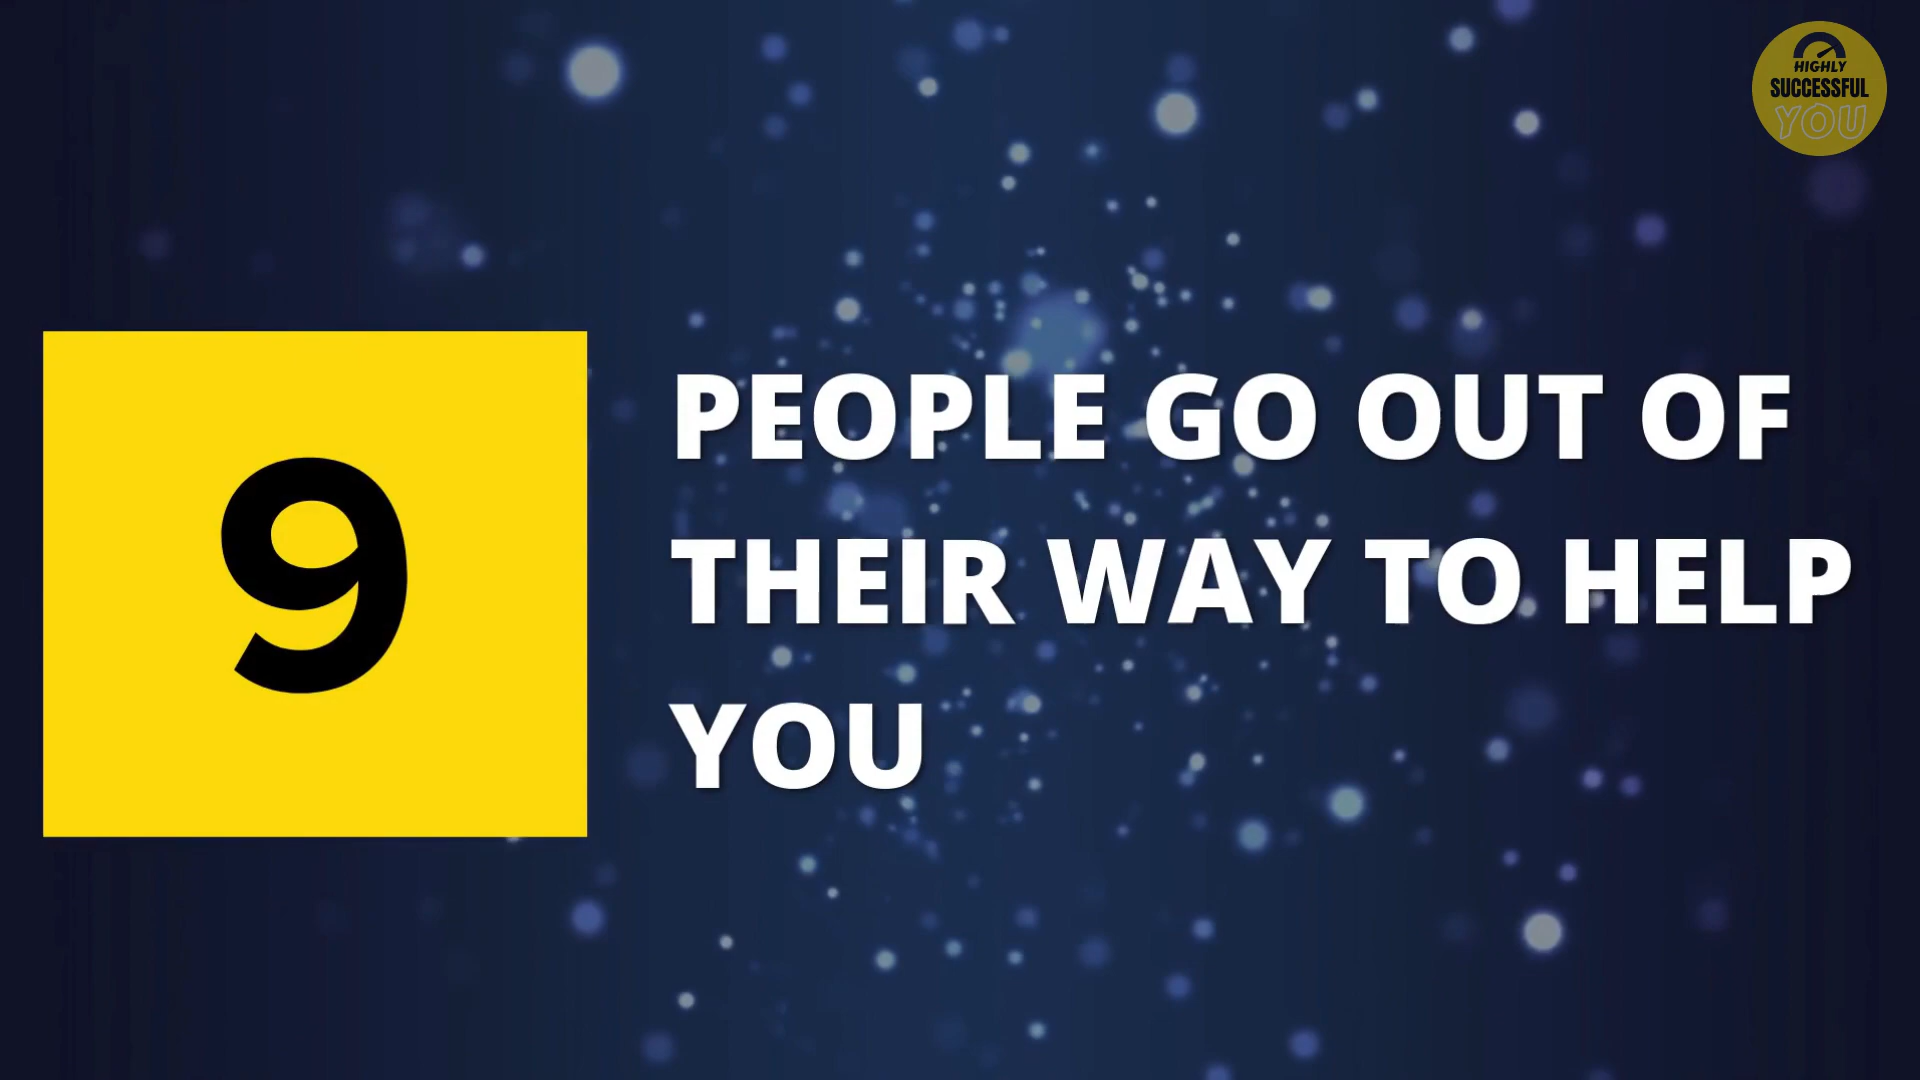 HIGHLY
SUCCESSFUL
YOU
9
PEOPLE GO OUT OF
THEIR WAY TO HELP
YOU